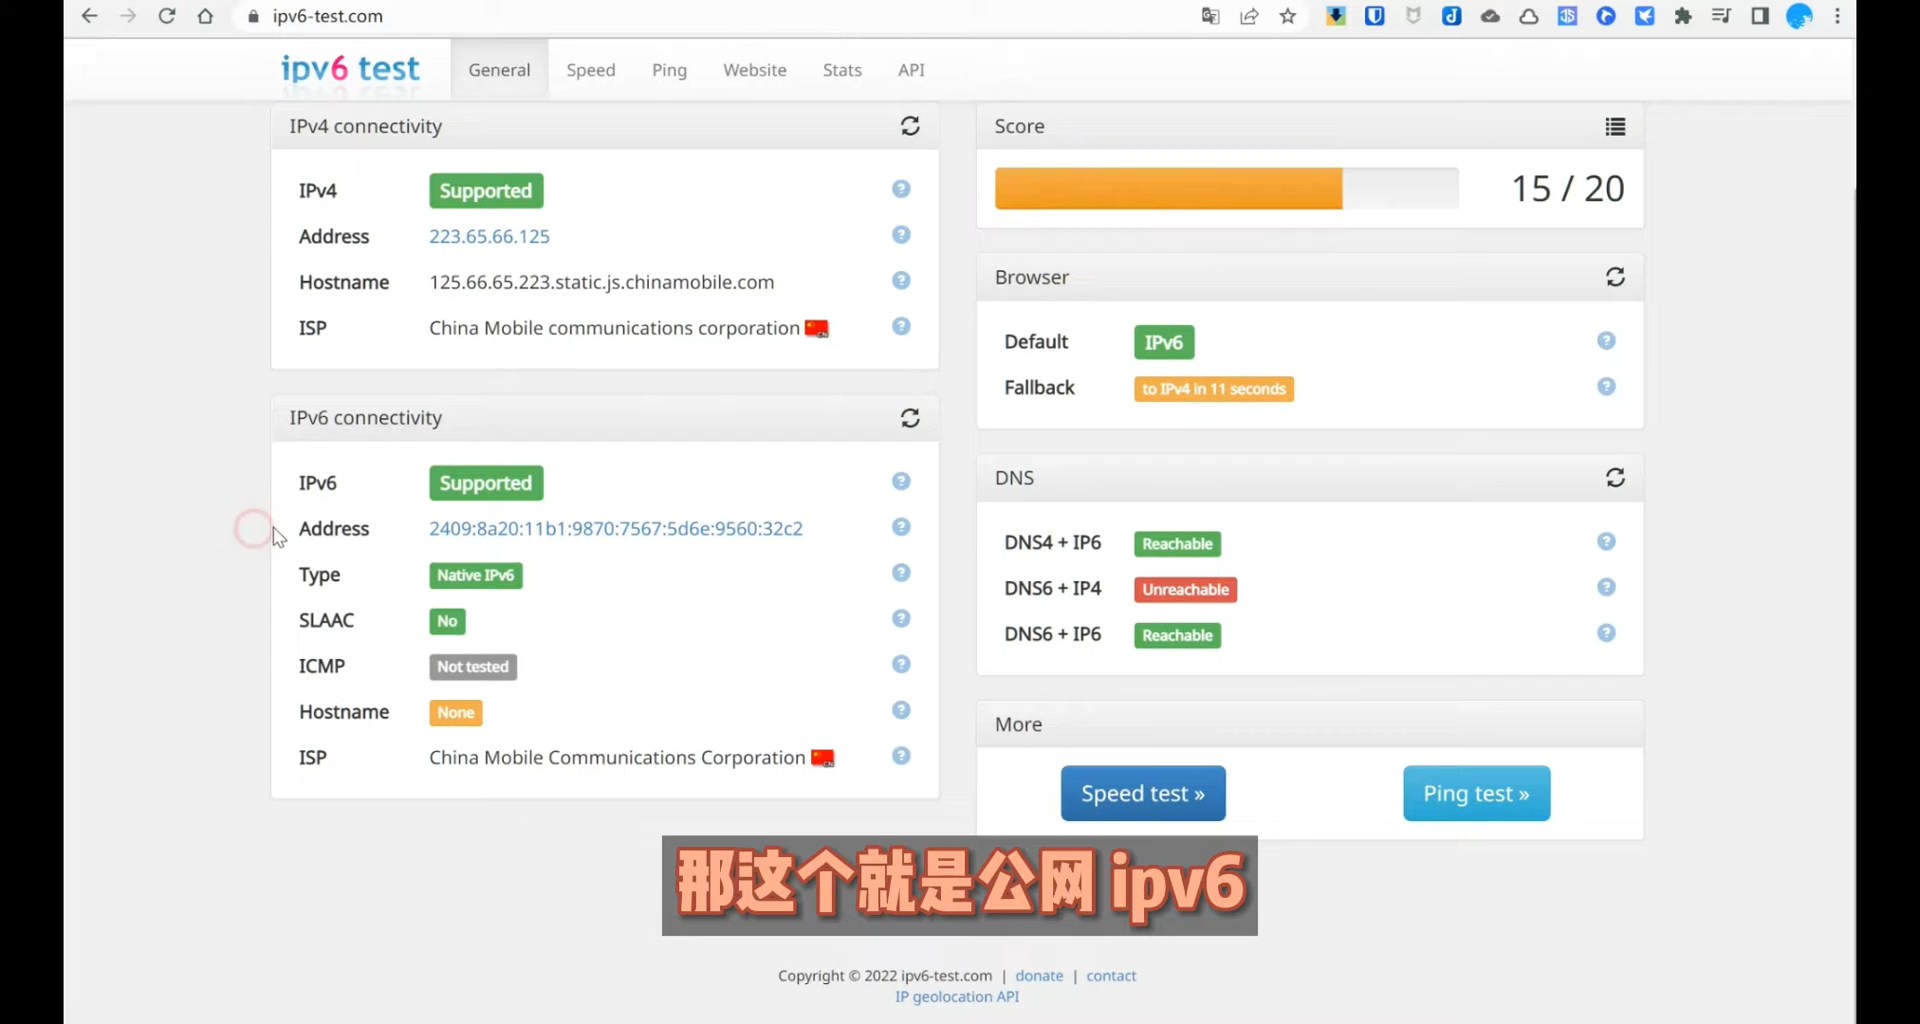 ipv6-test.com
ipv6 test
General
Speed
Ping
Website
Stats
API
IPv4 connectivity
IPv4 Supported
Address 223.65.66.125
Hostname 125.66.65.223.static.js.chinamobile.com
ISP China Mobile communications corporation
IPv6 connectivity
IPv6 Supported
Address 2409:8a20:11b1:9870:7567:5d6e:9560:32c2
Type Native IPv6
SLAAC No
ICMP Not tested
Hostname None
ISP China Mobile Communications Corporation
Score
15 / 20
Browser
Default IPv6
Fallback to IPv4 in 11 seconds
DNS
DNS4 + IP6 Reachable
DNS6 + IP4 Unreachable
DNS6 + IP6 Reachable
More
Speed test »
Ping test »
那这个就是公网 ipv6
Copyright © 2022 ipv6-test.com | donate | contact
IP geolocation API